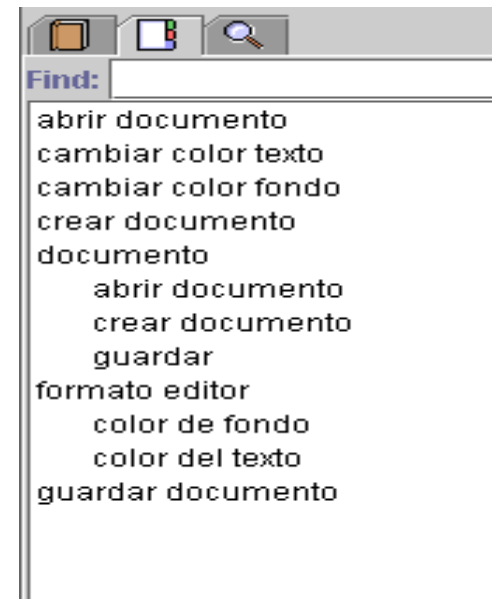 Find:
abrir documento
cambiar color texto
cambiar color fondo
crear documento
documento
abrir documento
crear documento
guardar
formato editor
color de fondo
color del texto
guardar documento